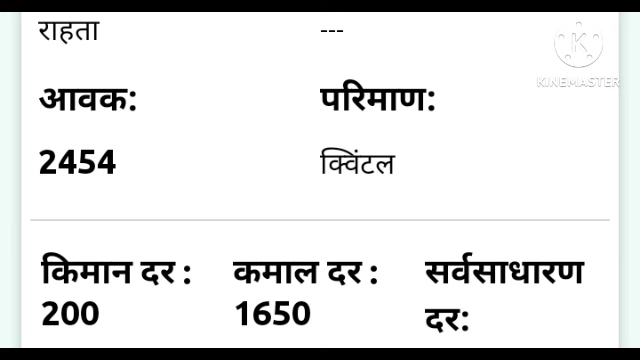 राहता ---
KINEMASTER
आवक: परिमाण:
2454 क्विंटल
किमान दर : कमाल दर : सर्वसाधारण
200 1650 दर: